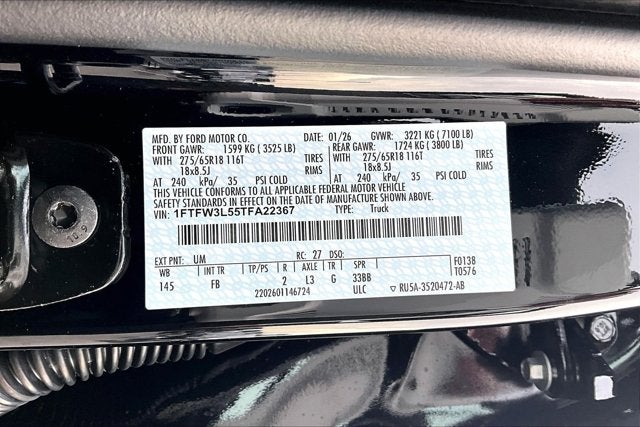 MFD. BY FORD MOTOR CO. DATE: 01/26 GVWR: 3221 KG ( 7100 LB)
FRONT GAWR: 1599 KG ( 3525 LB) REAR GAWR: 1724 KG ( 3800 LB)
WITH 275/65R18 116T TIRES WITH 275/65R18 116T TIRES
18x8.5J RIMS 18x8.5J RIMS
AT 240 kPa/ 35 PSI COLD AT 240 kPa/ 35 PSI COLD
THIS VEHICLE CONFORMS TO ALL APPLICABLE FEDERAL MOTOR VEHICLE
SAFETY STANDARDS IN EFFECT ON THE DATE OF MANUFACTURE SHOWN ABOVE.
VIN: 1FTFW3L55TFA22367 TYPE: Truck
EXT PNT: UM RC: 27 DSO:
WB INT TR TP/PS R AXLE TR SPR F0138
145 FB 2 L3 G 33BB T0576
2202601146724 ULC RU5A-3520472-AB